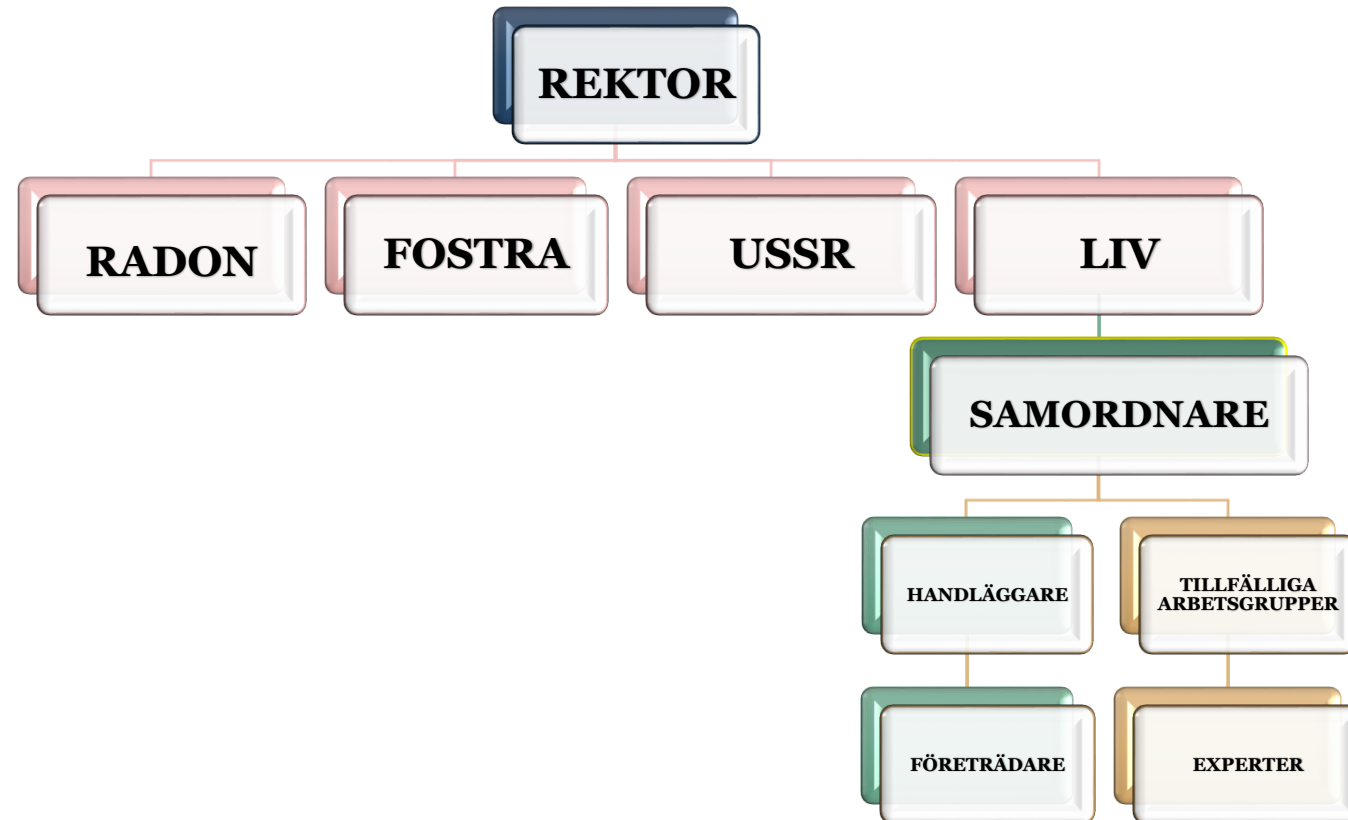 REKTOR
RADON
FOSTRA
USSR
LIV
SAMORDNARE
HANDLÄGGARE
TILLFÄLLIGA
ARBETSGRUPPER
FÖRETRÄDARE
EXPERTER